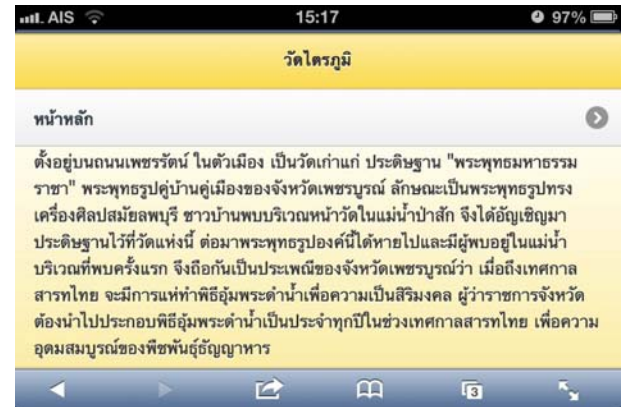 AIS 15:17 97%
วัดไตรภูมิ
หน้าหลัก
ตั้งอยู่บนถนนเพชรรัตน์ ในตัวเมือง เป็นวัดเก่าแก่ ประดิษฐาน "พระพุทธมหาธรรม
ราชา" พระพุทธรูปคู่บ้านคู่เมืองของจังหวัดเพชรบูรณ์ ลักษณะเป็นพระพุทธรูปทรง
เครื่องศิลปสมัยลพบุรี ชาวบ้านพบบริเวณหน้าวัดในแม่น้ำป่าสัก จึงได้อัญเชิญมา
ประดิษฐานไว้ที่วัดแห่งนี้ ต่อมาพระพุทธรูปองค์นี้ได้หายไปและมีผู้พบอยู่ในแม่น้ำ
บริเวณที่พบครั้งแรก จึงถือกันเป็นประเพณีของจังหวัดเพชรบูรณ์ว่า เมื่อถึงเทศกาล
สารทไทย จะมีการแห่ทำพิธีอุ้มพระดำน้ำเพื่อความเป็นสิริมงคล ผู้ว่าราชการจังหวัด
ต้องนำไปประกอบพิธีอุ้มพระดำน้ำเป็นประจำทุกปีในช่วงเทศกาลสารทไทย เพื่อความ
อุดมสมบูรณ์ของพืชพันธุ์ธัญญาหาร
3